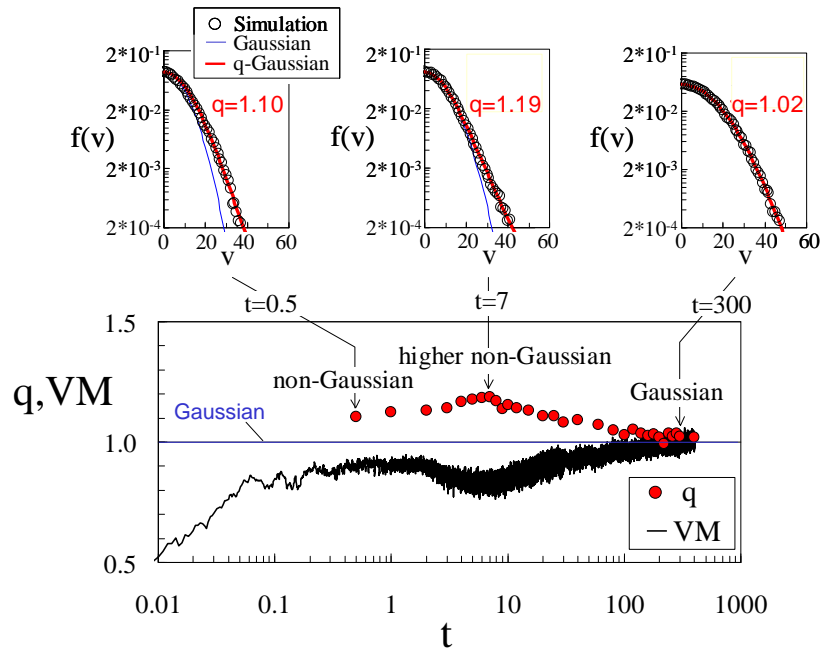 Simulation
Gaussian
q-Gaussian
2*10-1
2*10-2
2*10-3
2*10-4
f(v)
q=1.10
0 20 40 60
v
2*10-1
2*10-2
2*10-3
2*10-4
f(v)
q=1.19
0 20 40 60
v
2*10-1
2*10-2
2*10-3
2*10-4
f(v)
q=1.02
0 20 40 60
v
t=0.5
t=7
t=300
1.5
1.0
0.5
q,VM
non-Gaussian
higher non-Gaussian
Gaussian
Gaussian
q
VM
0.01 0.1 1 10 100 1000
t